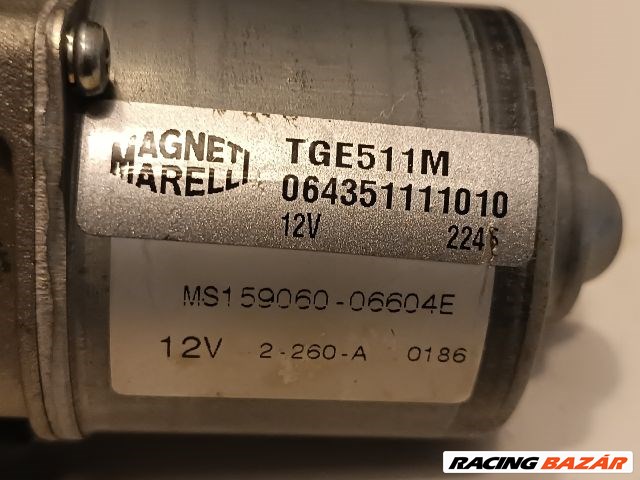 MAGNETI
MARELLI
TGE511M
064351111010
12V
MS159060-06604E
12V 2-260-A 0186
RACING BAZÁR